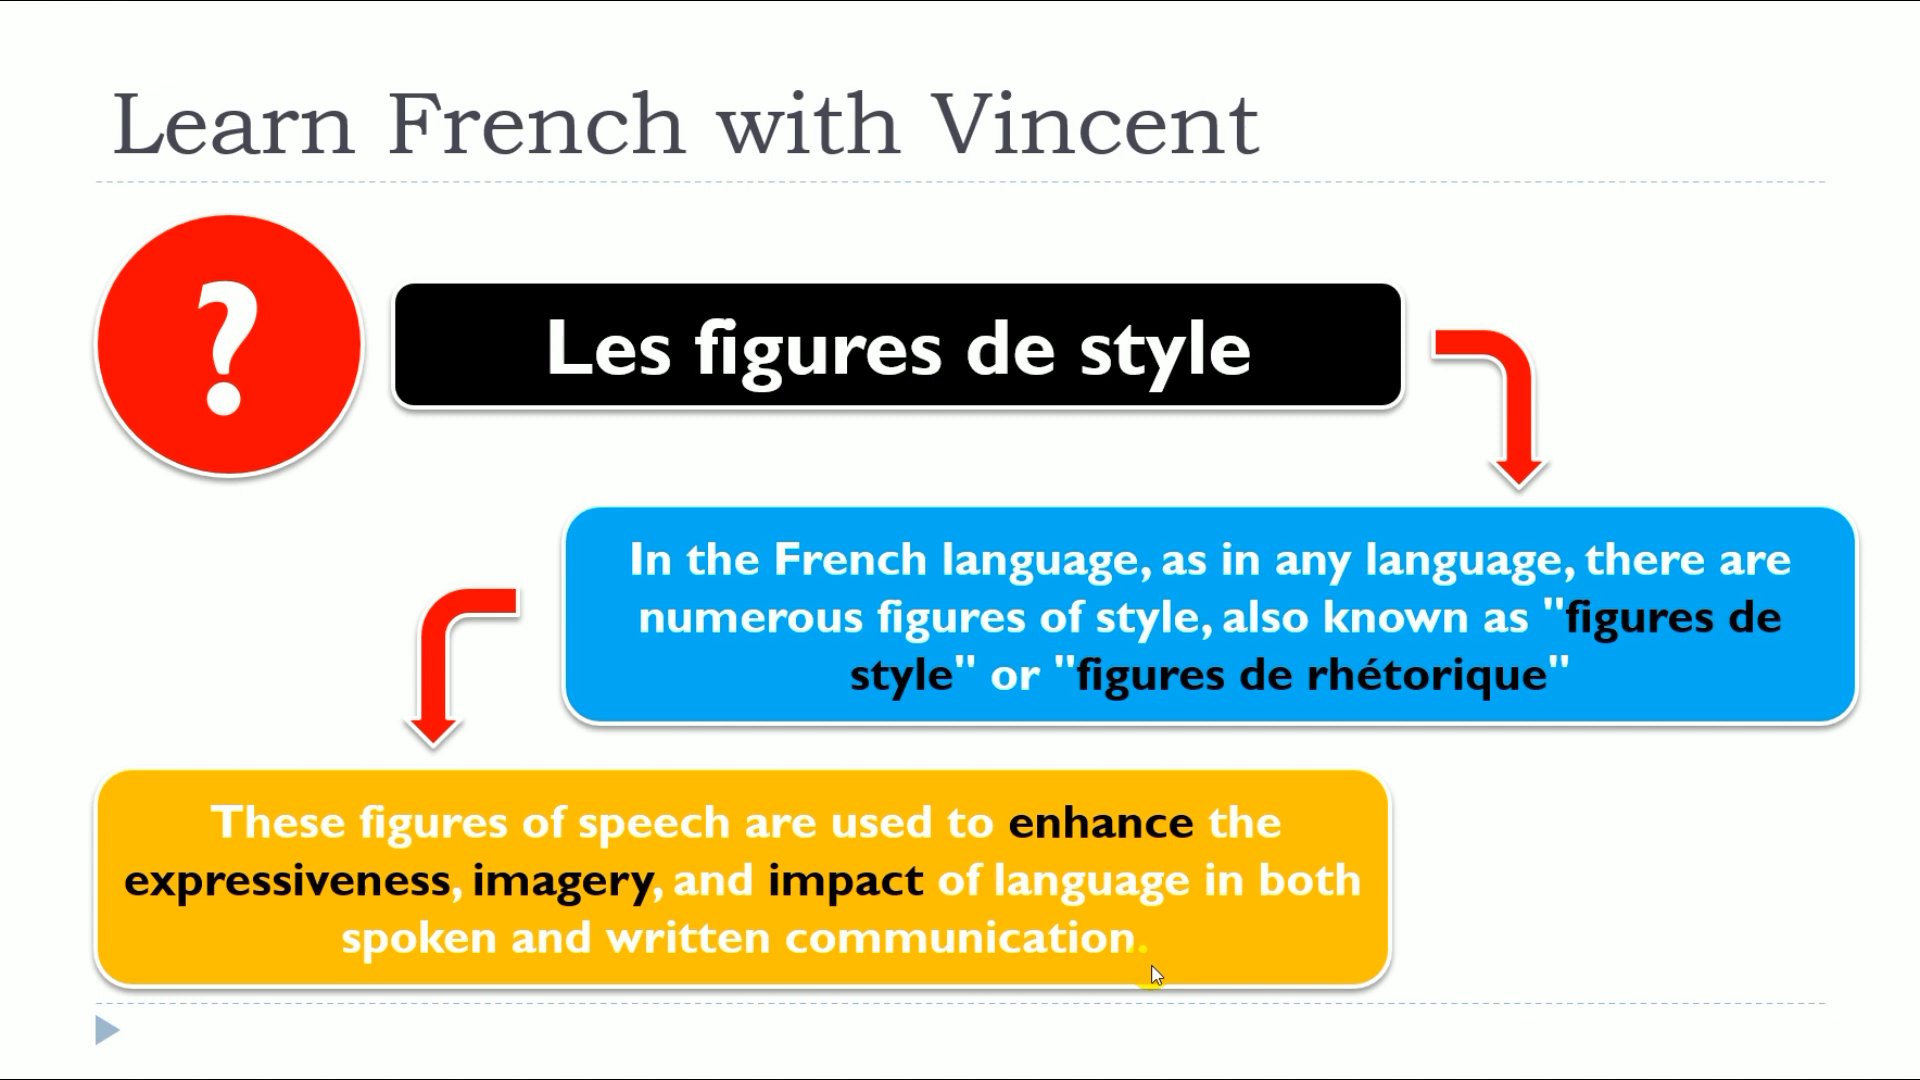 Learn French with Vincent
?
Les figures de style
In the French language, as in any language, there are
numerous figures of style, also known as "figures de
style" or "figures de rhétorique"
These figures of speech are used to enhance the
expressiveness, imagery, and impact of language in both
spoken and written communication.